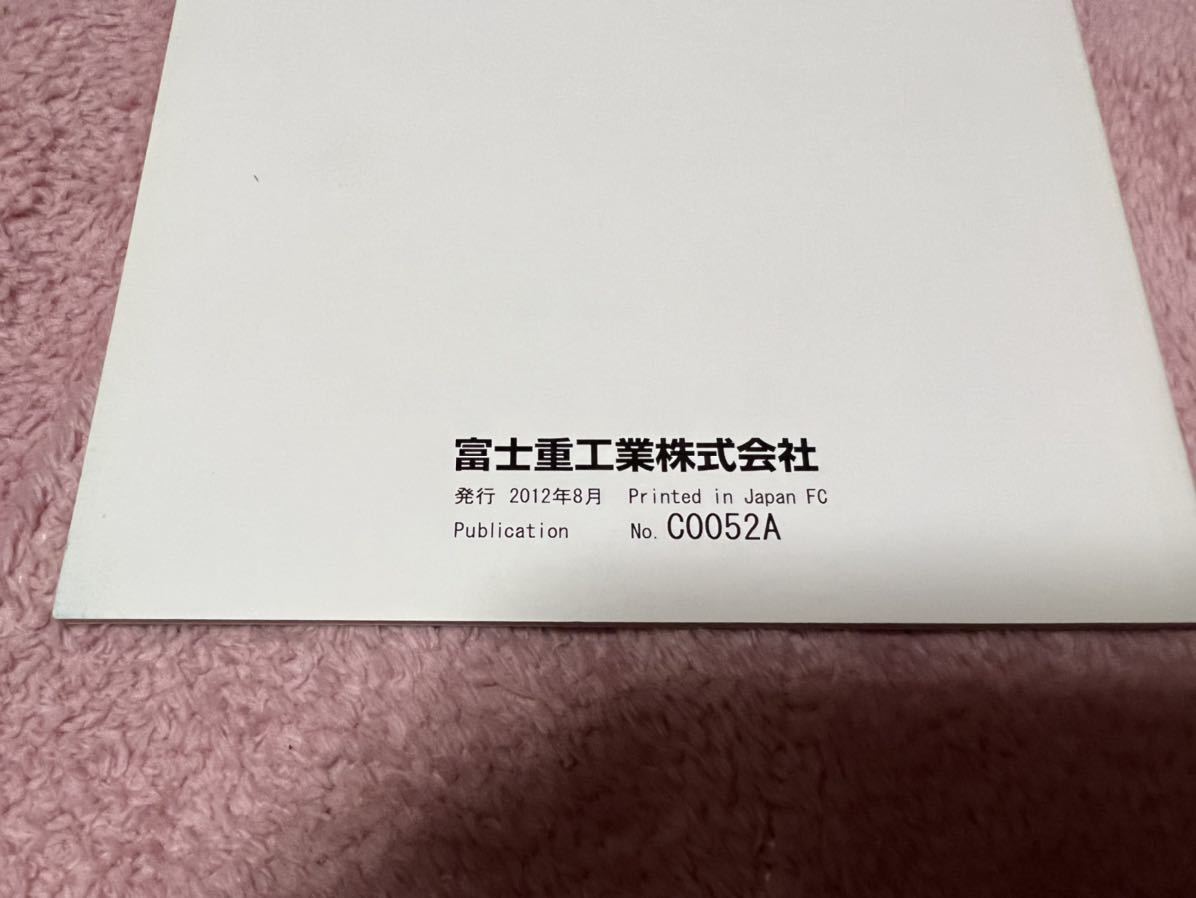 富士重工業株式会社
発行 2012年8月 Printed in Japan FC
Publication No. C0052A